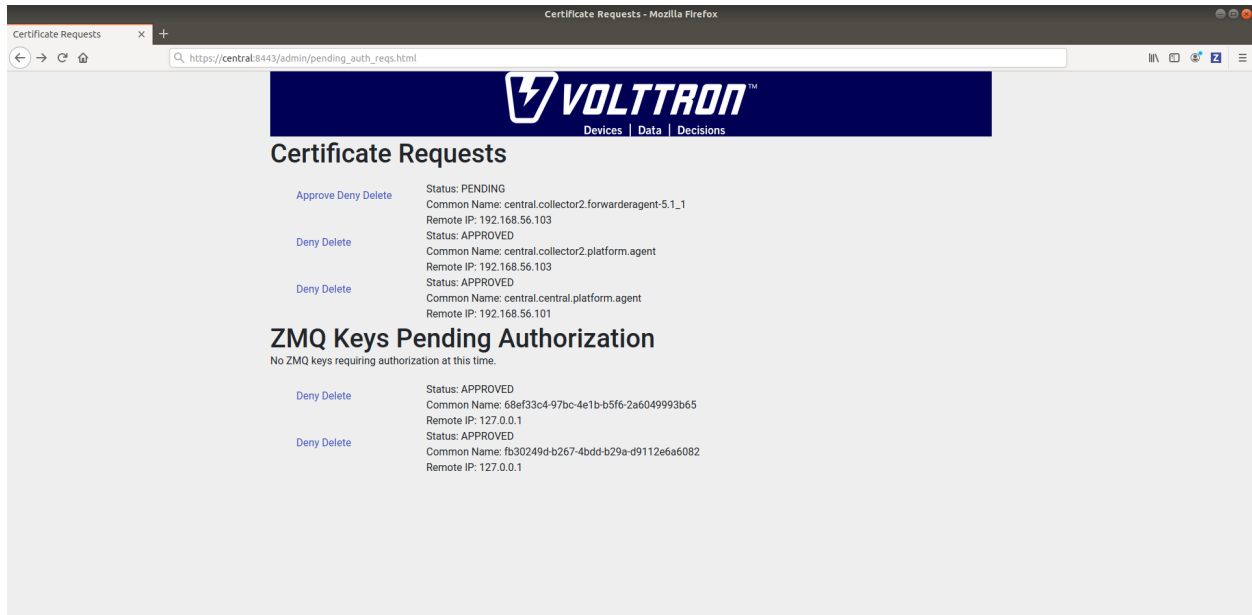 Certificate Requests - Mozilla Firefox
Certificate Requests
https://central:8443/admin/pending_auth_reqs.html
Z
VOLTTRON™
Devices | Data | Decisions
Certificate Requests
Approve Deny Delete
Status: PENDING
Common Name: central.collector2.forwarderagent-5.1_1
Remote IP: 192.168.56.103
Deny Delete
Status: APPROVED
Common Name: central.collector2.platform.agent
Remote IP: 192.168.56.103
Deny Delete
Status: APPROVED
Common Name: central.central.platform.agent
Remote IP: 192.168.56.101
ZMQ Keys Pending Authorization
No ZMQ keys requiring authorization at this time.
Deny Delete
Status: APPROVED
Common Name: 68ef33c4-97bc-4e1b-b5f6-2a6049993b65
Remote IP: 127.0.0.1
Deny Delete
Status: APPROVED
Common Name: fb30249d-b267-4bdd-b29a-d9112e6a6082
Remote IP: 127.0.0.1